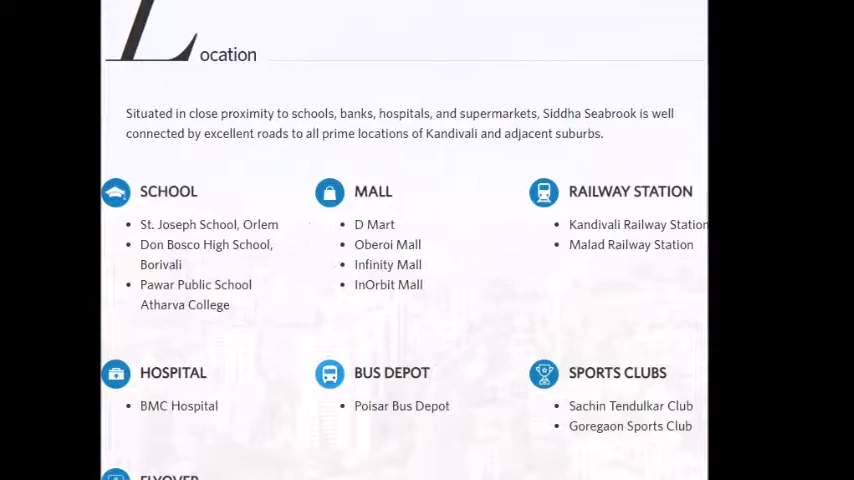 Location
Situated in close proximity to schools, banks, hospitals, and supermarkets, Siddha Seabrook is well
connected by excellent roads to all prime locations of Kandivali and adjacent suburbs.
SCHOOL
• St. Joseph School, Orlem
• Don Bosco High School,
Borivali
• Pawar Public School
Atharva College
MALL
• D Mart
• Oberoi Mall
• Infinity Mall
• InOrbit Mall
RAILWAY STATION
• Kandivali Railway Station
• Malad Railway Station
HOSPITAL
• BMC Hospital
BUS DEPOT
• Poisar Bus Depot
SPORTS CLUBS
• Sachin Tendulkar Club
• Goregaon Sports Club
FLYOVER